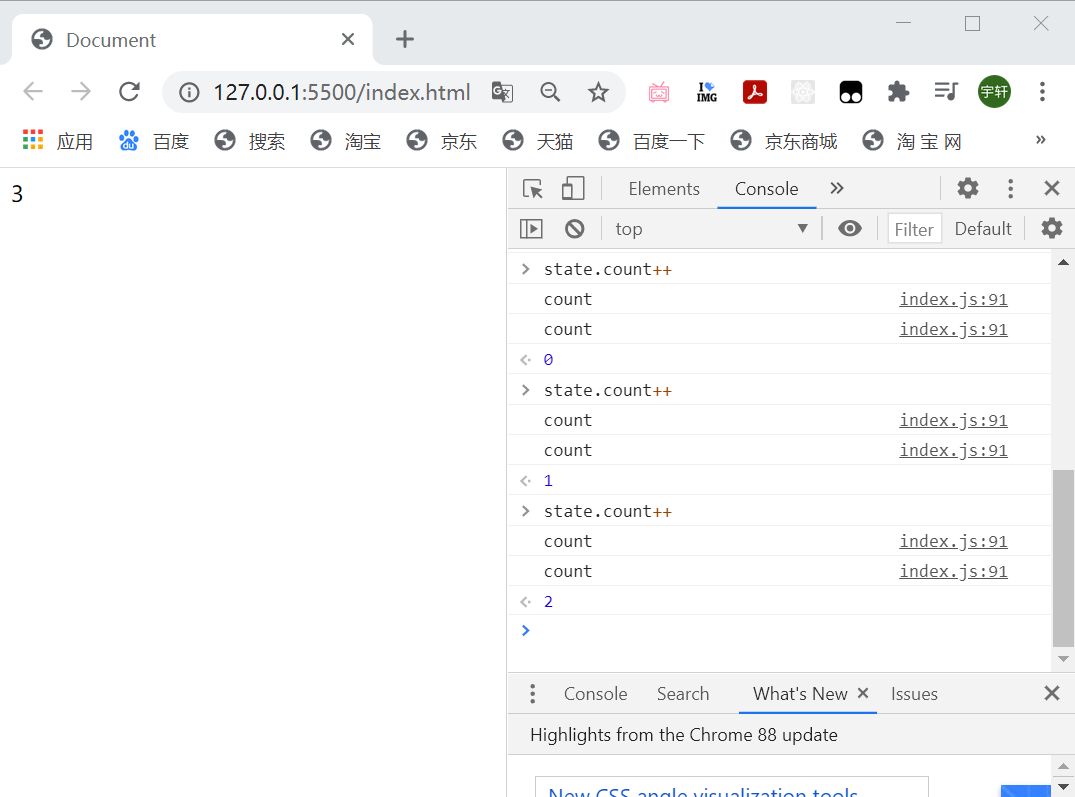 Document
127.0.0.1:5500/index.html
I IMG
宇轩
应用 百度 搜索 淘宝 京东 天猫 百度一下 京东商城 淘 宝 网 »
3
Elements Console »
top Filter Default
state.count++
count index.js:91
count index.js:91
0
state.count++
count index.js:91
count index.js:91
1
state.count++
count index.js:91
count index.js:91
2
Console Search What's New Issues
Highlights from the Chrome 88 update
New CSS angle visualization tools